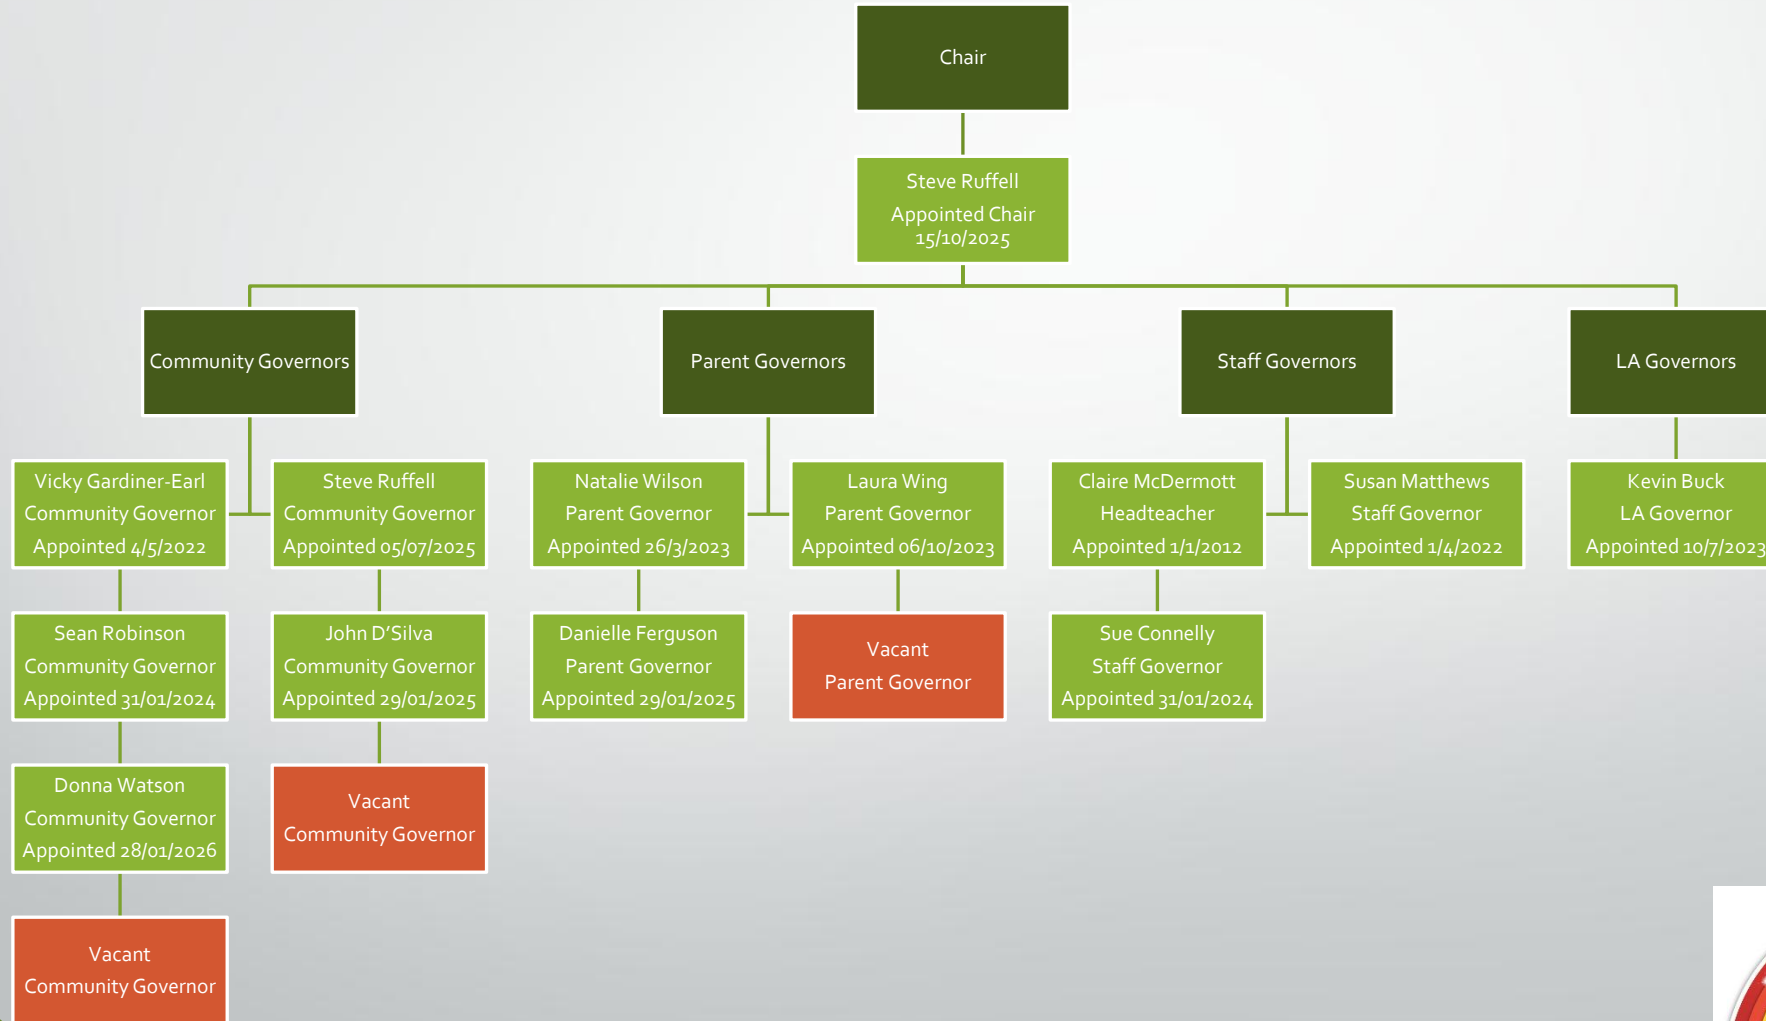 Chair
Steve Ruffell
Appointed Chair
15/10/2025
Community Governors
Parent Governors
Staff Governors
LA Governors
Vicky Gardiner-Earl
Community Governor
Appointed 4/5/2022
Steve Ruffell
Community Governor
Appointed 05/07/2025
Natalie Wilson
Parent Governor
Appointed 26/3/2023
Laura Wing
Parent Governor
Appointed 06/10/2023
Claire McDermott
Headteacher
Appointed 1/1/2012
Susan Matthews
Staff Governor
Appointed 1/4/2022
Kevin Buck
LA Governor
Appointed 10/7/2023
Sean Robinson
Community Governor
Appointed 31/01/2024
John D’Silva
Community Governor
Appointed 29/01/2025
Danielle Ferguson
Parent Governor
Appointed 29/01/2025
Vacant
Parent Governor
Sue Connelly
Staff Governor
Appointed 31/01/2024
Donna Watson
Community Governor
Appointed 28/01/2026
Vacant
Community Governor
Vacant
Community Governor